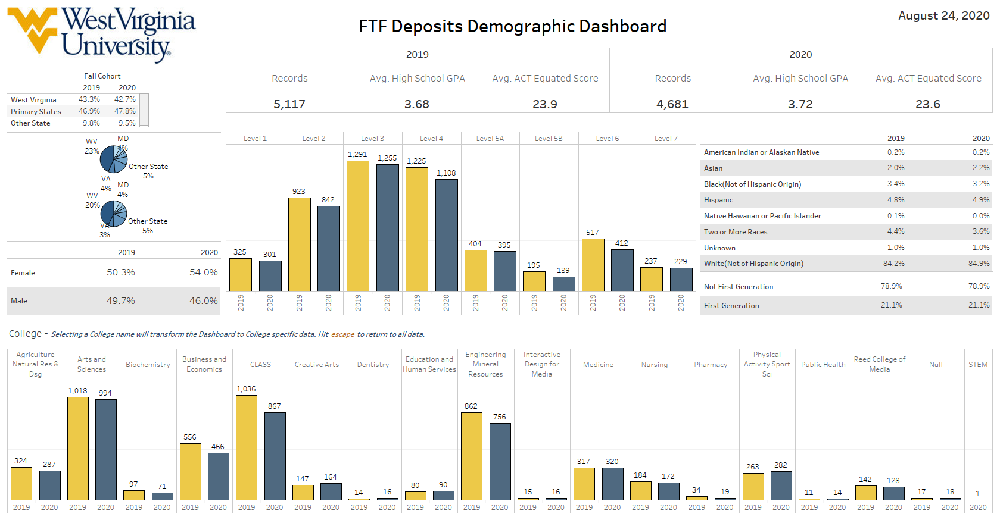 West Virginia
University®
FTF Deposits Demographic Dashboard
August 24, 2020
2019 2020
Records Avg. High School GPA Avg. ACT Equated Score Records Avg. High School GPA Avg. ACT Equated Score
5,117 3.68 23.9 4,681 3.72 23.6
Fall Cohort
2019 2020
West Virginia 43.3% 42.7%
Primary States 46.9% 47.8%
Other State 9.8% 9.5%
WV
23%
MD
4%
Other State
5%
VA
4%
MD
4%
WV
20%
Other State
5%
VA
3%
2019 2020
Female 50.3% 54.0%
Male 49.7% 46.0%
Level 1 Level 2 Level 3 Level 4 Level 5A Level 5B Level 6 Level 7
325 301 923 842 1,291 1,255 1,225 1,108 404 395 195 139 517 412 237 229
2019 2020 2019 2020 2019 2020 2019 2020 2019 2020 2019 2020 2019 2020 2019 2020
2019 2020
American Indian or Alaskan Native 0.2% 0.2%
Asian 2.0% 2.2%
Black(Not of Hispanic Origin) 3.4% 3.2%
Hispanic 4.8% 4.9%
Native Hawaiian or Pacific Islander 0.1% 0.0%
Two or More Races 4.4% 3.6%
Unknown 1.0% 1.0%
White(Not of Hispanic Origin) 84.2% 84.9%
Not First Generation 78.9% 78.9%
First Generation 21.1% 21.1%
College - Selecting a College name will transform the Dashboard to College specific data. Hit escape to return to all data.
Agriculture
Natural Res &
Dsg
Arts and
Sciences
Biochemistry
Business and
Economics
CLASS
Creative Arts
Dentistry
Education and
Human Services
Engineering
Mineral
Resources
Interactive
Design for
Media
Medicine
Nursing
Pharmacy
Physical
Activity Sport
Sci
Public Health
Reed College of
Media
Null
STEM
324 287 1,018 994 97 71 556 466 1,036 867 147 164 14 16 80 90 862 756 15 16 317 320 184 172 34 19 263 282 11 14 142 128 17 18 1
2019 2020 2019 2020 2019 2020 2019 2020 2019 2020 2019 2020 2019 2020 2019 2020 2019 2020 2019 2020 2019 2020 2019 2020 2019 2020 2019 2020 2019 2020 2019 2020 2019 2020 2020